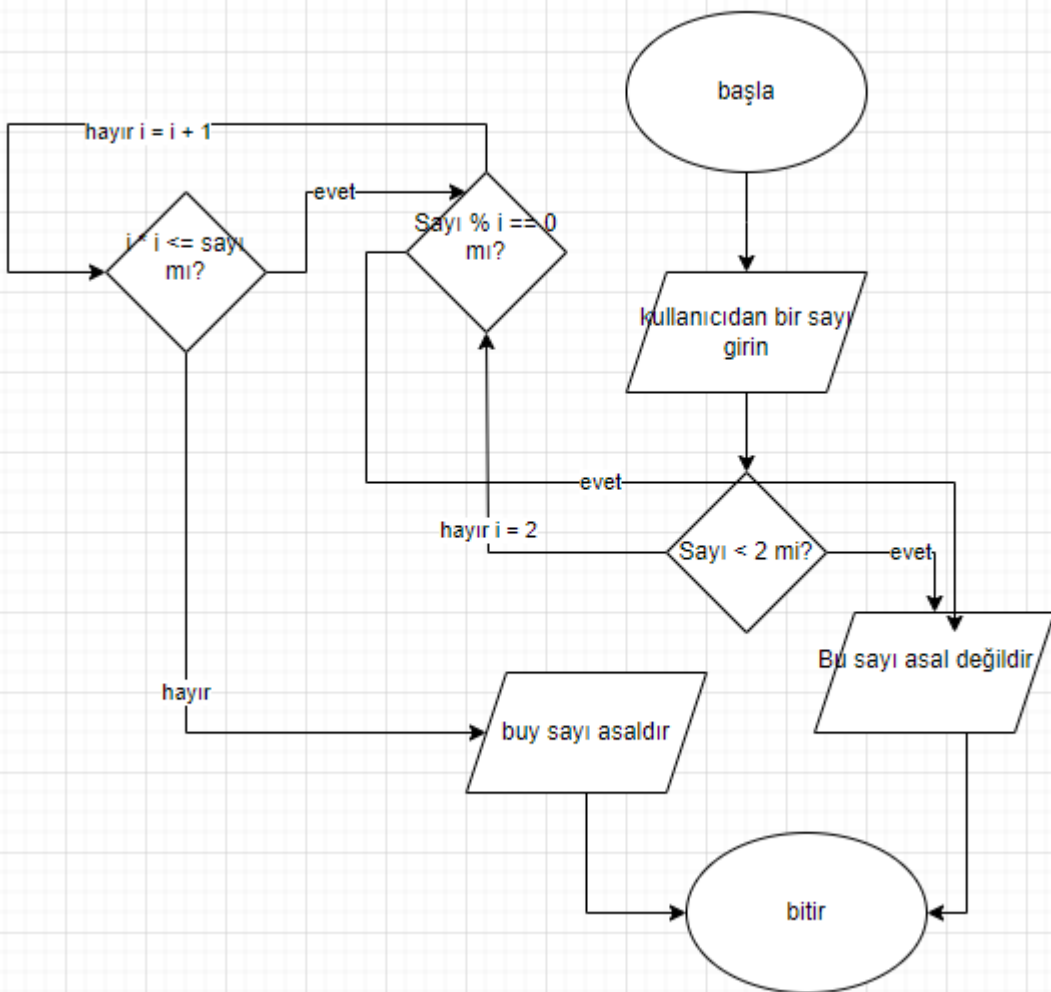 başla
hayır i = i + 1
evet
Sayı % i == 0
mı?
i * i <= sayı
mı?
kullanıcıdan bir sayı
girin
evet
hayır i = 2
Sayı < 2 mi?
evet
Bu sayı asal değildir
hayır
buy sayı asaldır
bitir